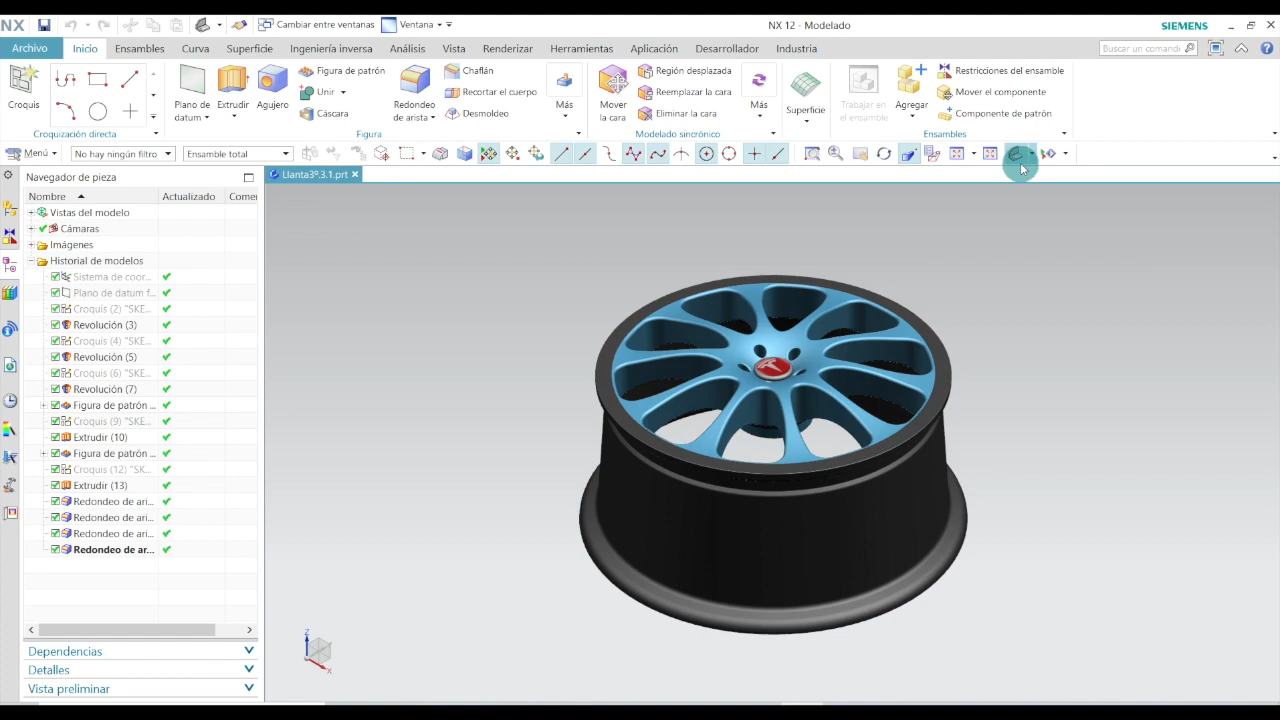 NX
Cambiar entre ventanas
Ventana
NX 12 - Modelado
SIEMENS
Archivo
Inicio
Ensambles
Curva
Superficie
Ingeniería inversa
Análisis
Vista
Renderizar
Herramientas
Aplicación
Desarrollador
Industria
Buscar un comando
Croquis
Croquización directa
Plano de datum
Extrudir
Agujero
Figura de patrón
Unir
Cáscara
Redondeo de arista
Chaflán
Recortar el cuerpo
Desmoldeo
Más
Figura
Mover la cara
Región desplazada
Reemplazar la cara
Eliminar la cara
Más
Modelado sincrónico
Superficie
Trabajar en el ensamble
Agregar
Restricciones del ensamble
Mover el componente
Componente de patrón
Ensambles
Menú
No hay ningún filtro
Ensamble total
Navegador de pieza
Llanta3º.3.1.prt
Nombre
Actualizado
Comer
Vistas del modelo
Cámaras
Imágenes
Historial de modelos
Sistema de coor...
Plano de datum f...
Croquis (2) "SKE...
Revolución (3)
Croquis (4) "SKE...
Revolución (5)
Croquis (6) "SKE...
Revolución (7)
Figura de patrón ...
Croquis (9) "SKE...
Extrudir (10)
Figura de patrón ...
Croquis (12) "SK...
Extrudir (13)
Redondeo de ari...
Redondeo de ari...
Redondeo de ari...
Redondeo de ar...
Dependencias
Detalles
Vista preliminar
Z
X